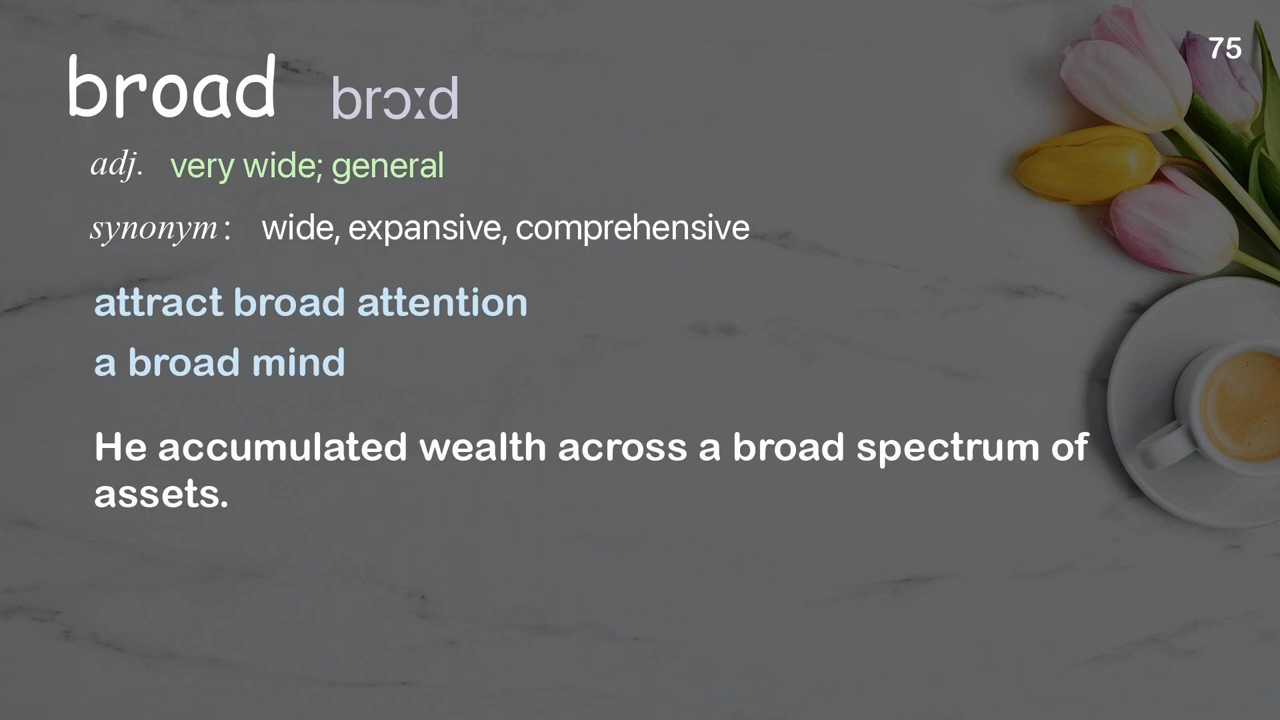 75
broad brɔːd
adj. very wide; general
synonym: wide, expansive, comprehensive
attract broad attention
a broad mind
He accumulated wealth across a broad spectrum of
assets.